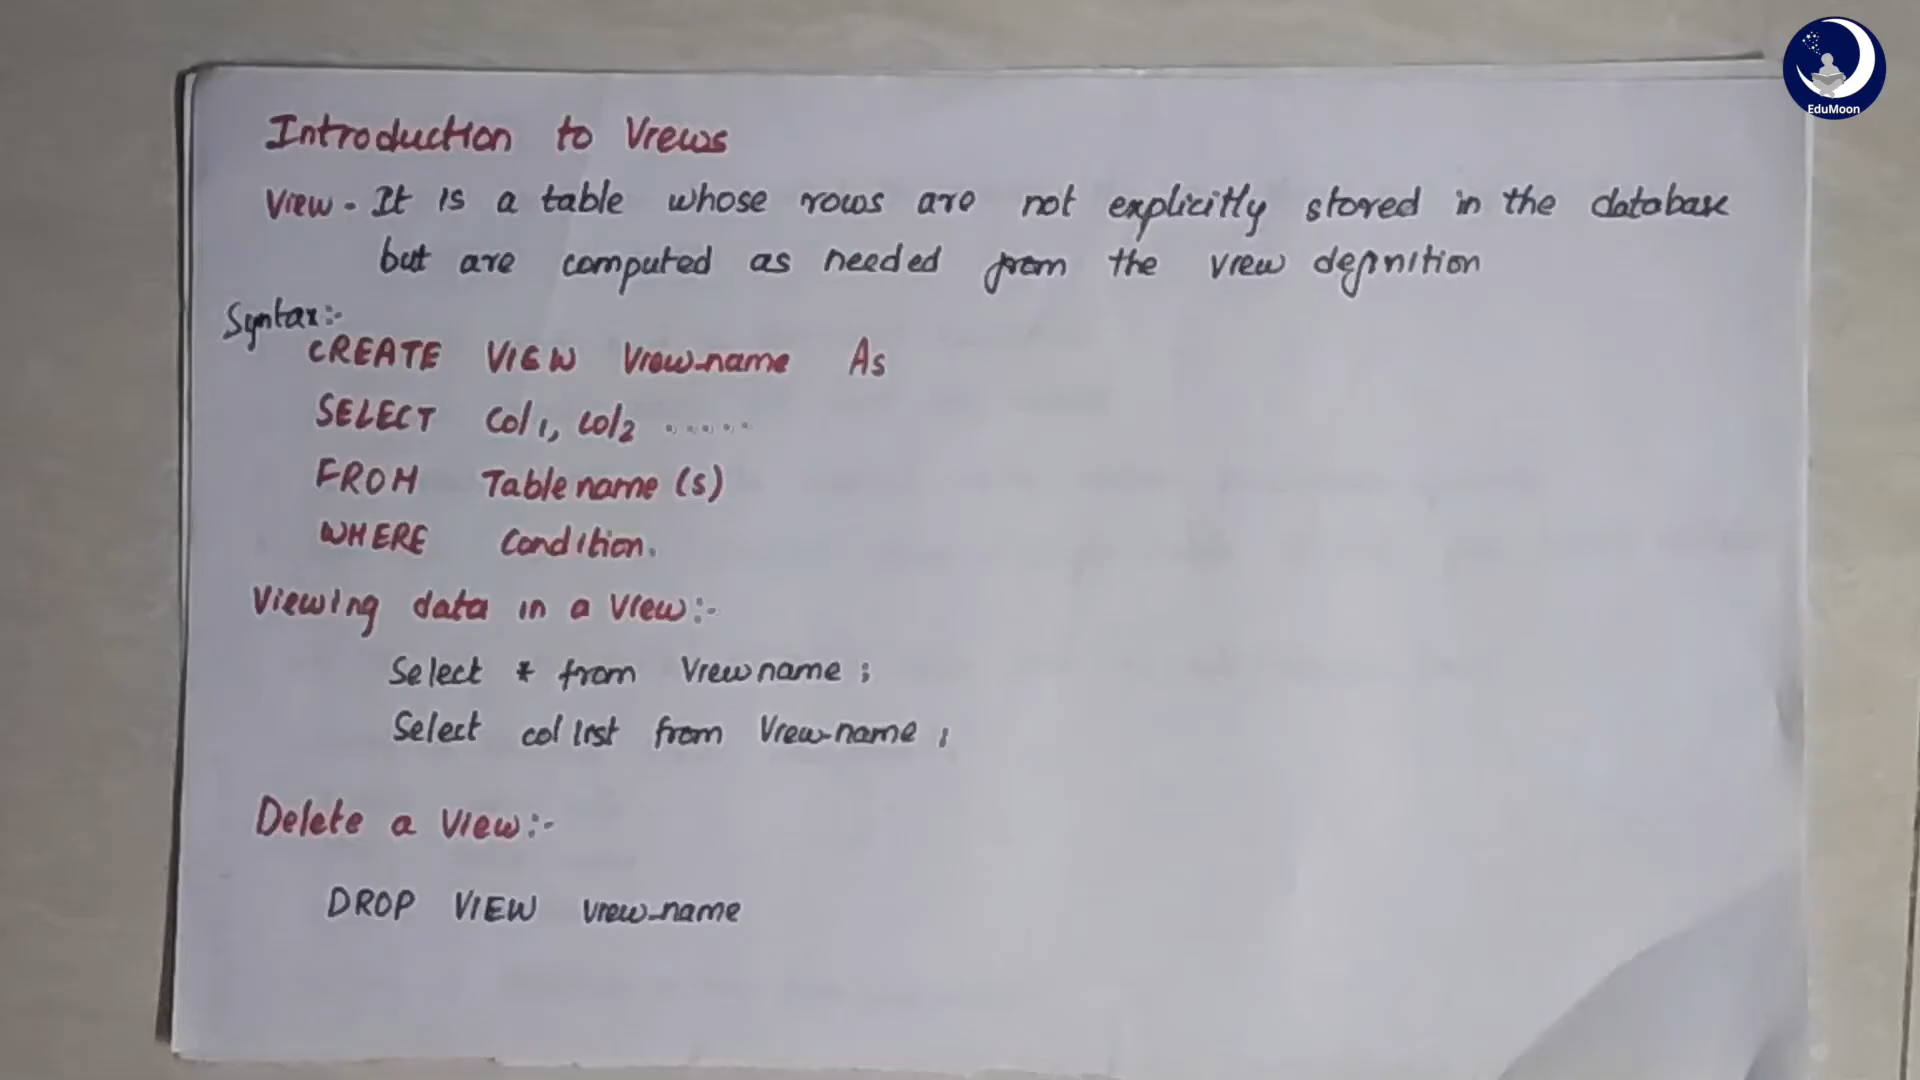 EduMoon
Introduction to Views
View - It is a table whose rows are not explicitly stored in the database
but are computed as needed from the view definition
Syntax:-
CREATE VIEW View-name As
SELECT Col1, col2 ......
FROM Table name (s)
WHERE Condition.
Viewing data in a View:-
Select * from View name ;
Select col list from View-name ;
Delete a View:-
DROP VIEW view-name